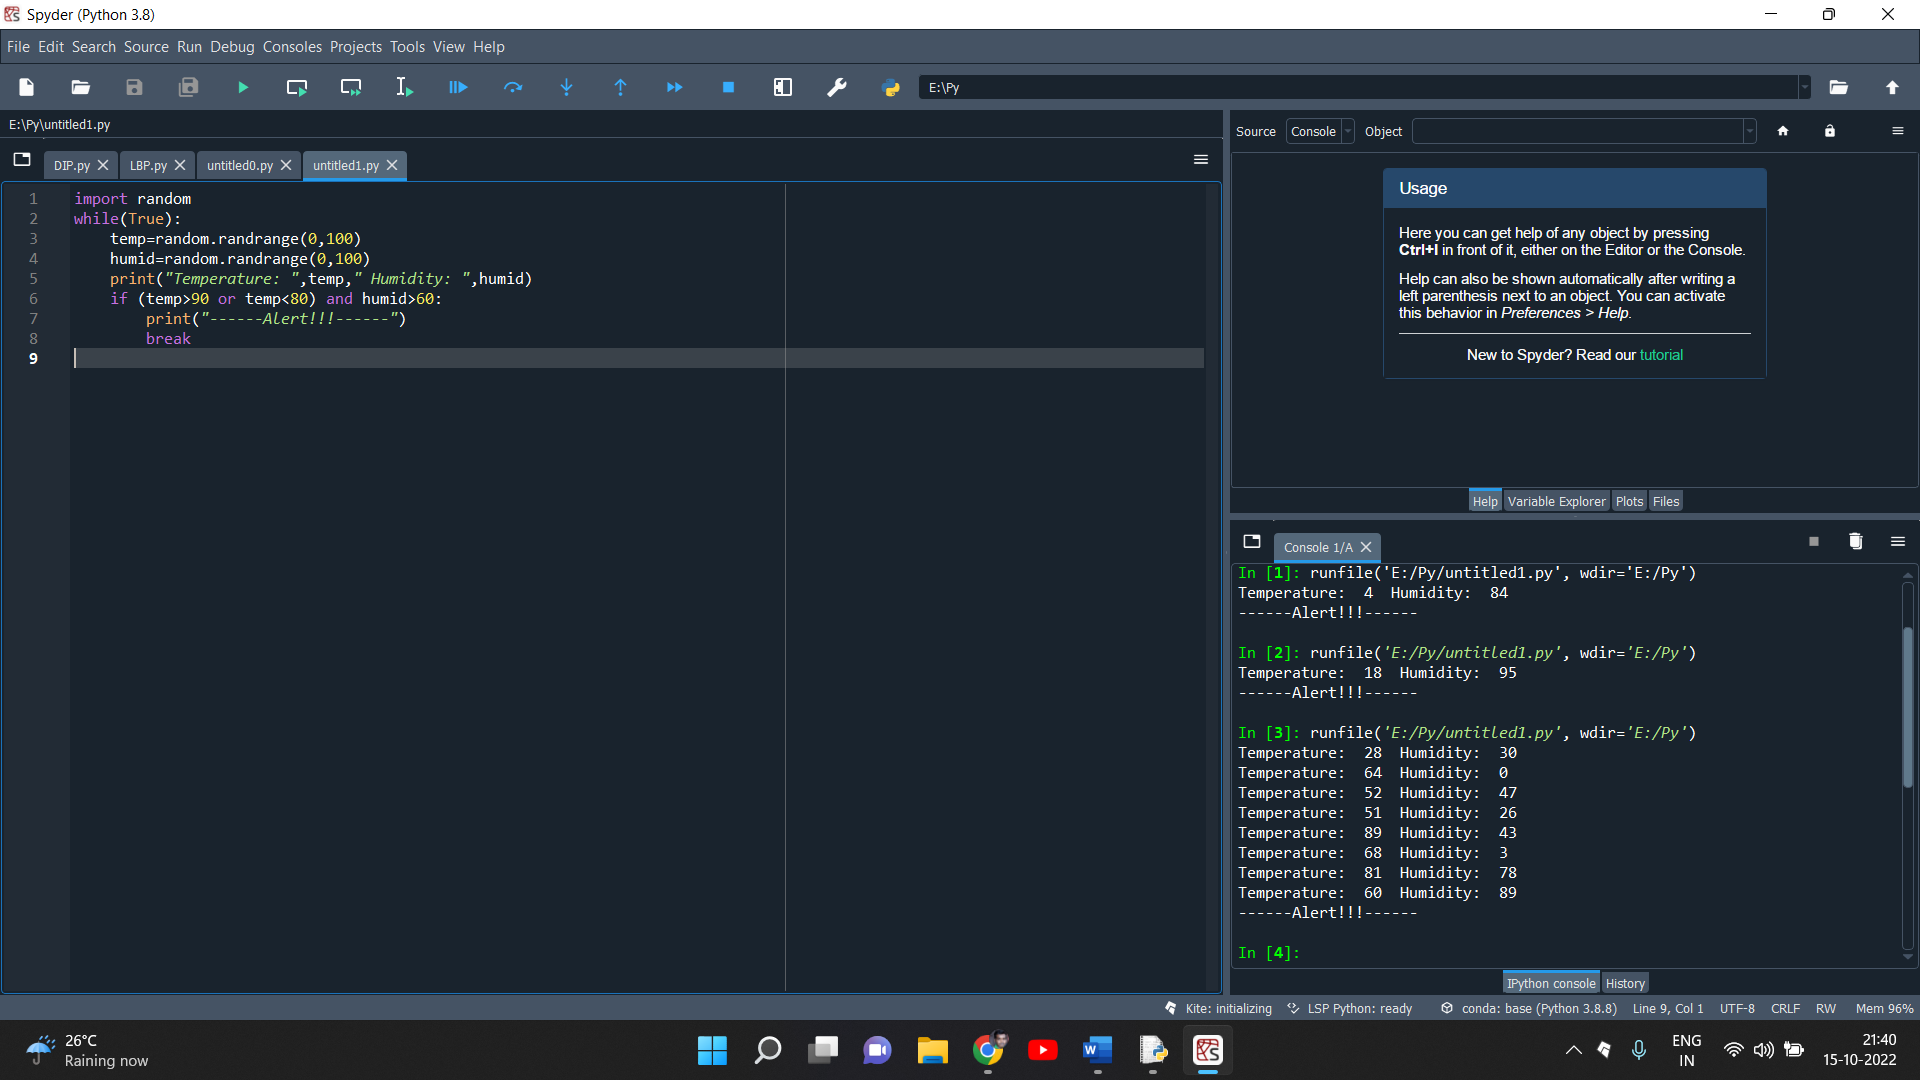 Spyder (Python 3.8)
File Edit Search Source Run Debug Consoles Projects Tools View Help
E:\Py
E:\Py\untitled1.py
DIP.py LBP.py untitled0.py untitled1.py
1 import random
2 while(True):
3     temp=random.randrange(0,100)
4     humid=random.randrange(0,100)
5     print("Temperature: ",temp," Humidity: ",humid)
6     if (temp>90 or temp<80) and humid>60:
7         print("------Alert!!!------")
8         break
9
Source Console Object
Usage
Here you can get help of any object by pressing
Ctrl+I in front of it, either on the Editor or the Console.
Help can also be shown automatically after writing a
left parenthesis next to an object. You can activate
this behavior in Preferences > Help.
New to Spyder? Read our tutorial
Help Variable Explorer Plots Files
Console 1/A
In [1]: runfile('E:/Py/untitled1.py', wdir='E:/Py')
Temperature:  4  Humidity:  84
------Alert!!!------
In [2]: runfile('E:/Py/untitled1.py', wdir='E:/Py')
Temperature:  18  Humidity:  95
------Alert!!!------
In [3]: runfile('E:/Py/untitled1.py', wdir='E:/Py')
Temperature:  28  Humidity:  30
Temperature:  64  Humidity:  0
Temperature:  52  Humidity:  47
Temperature:  51  Humidity:  26
Temperature:  89  Humidity:  43
Temperature:  68  Humidity:  3
Temperature:  81  Humidity:  78
Temperature:  60  Humidity:  89
------Alert!!!------
In [4]:
IPython console History
Kite: initializing LSP Python: ready conda: base (Python 3.8.8) Line 9, Col 1 UTF-8 CRLF RW Mem 96%
26°C
Raining now
W
ENG
IN
21:40
15-10-2022